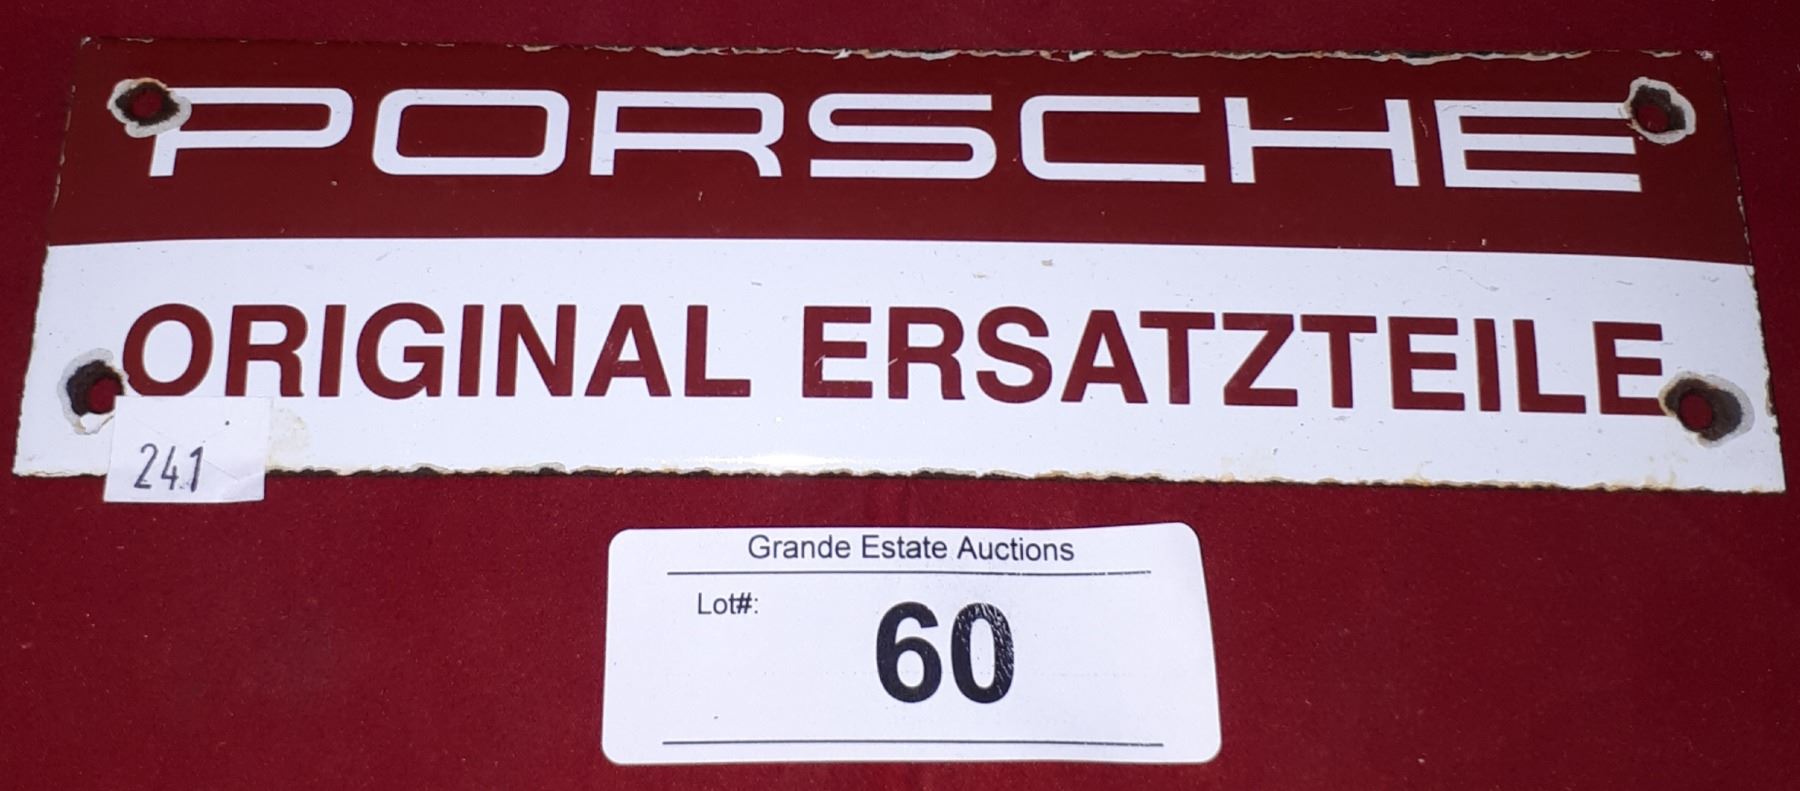 PORSCHE
ORIGINAL ERSATZTEILE
241
Grande Estate Auctions
Lot#:
60